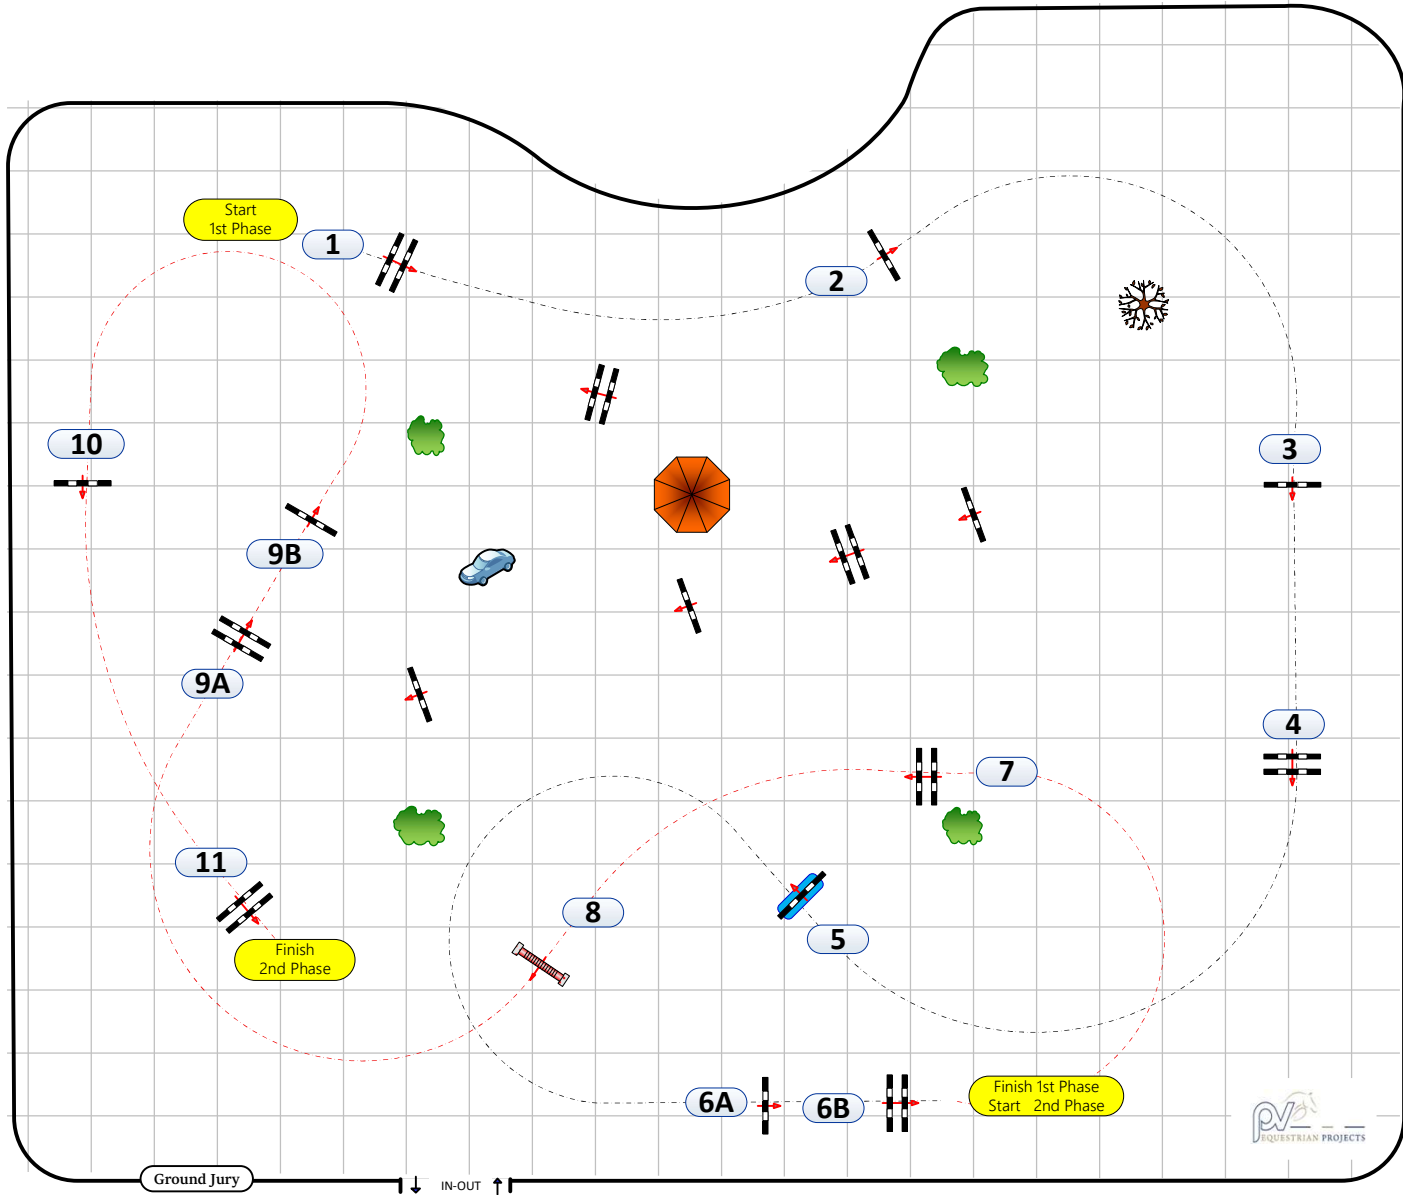 Start
1st Phase
1
2
10
3
9B
9A
4
7
11
8
5
Finish
2nd Phase
6A
6B
Finish 1st Phase
Start 2nd Phase
PV
EQUESTRIAN PROJECTS
Ground Jury
IN-OUT